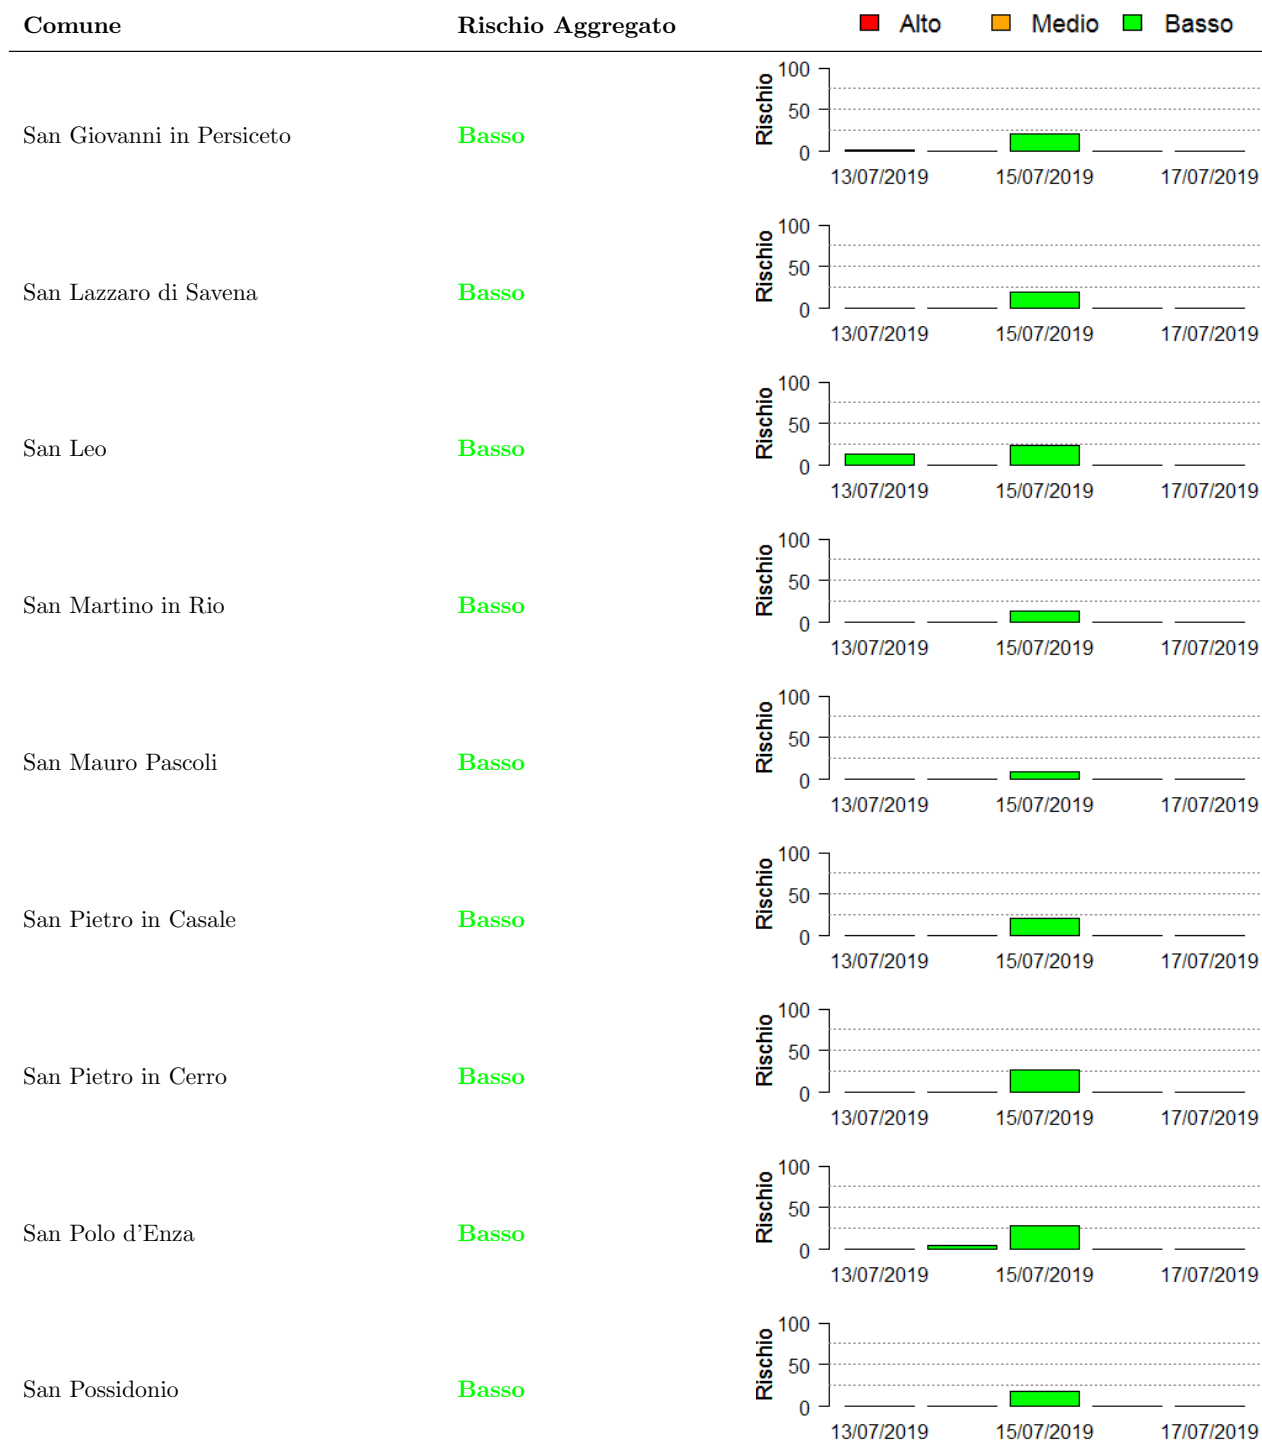 Comune Rischio Aggregato Alto Medio Basso
100
50
0
Rischio
San Giovanni in Persiceto Basso
13/07/2019 15/07/2019 17/07/2019
100
50
0
Rischio
San Lazzaro di Savena Basso
13/07/2019 15/07/2019 17/07/2019
100
50
0
Rischio
San Leo Basso
13/07/2019 15/07/2019 17/07/2019
100
50
0
Rischio
San Martino in Rio Basso
13/07/2019 15/07/2019 17/07/2019
100
50
0
Rischio
San Mauro Pascoli Basso
13/07/2019 15/07/2019 17/07/2019
100
50
0
Rischio
San Pietro in Casale Basso
13/07/2019 15/07/2019 17/07/2019
100
50
0
Rischio
San Pietro in Cerro Basso
13/07/2019 15/07/2019 17/07/2019
100
50
0
Rischio
San Polo d'Enza Basso
13/07/2019 15/07/2019 17/07/2019
100
50
0
Rischio
San Possidonio Basso
13/07/2019 15/07/2019 17/07/2019